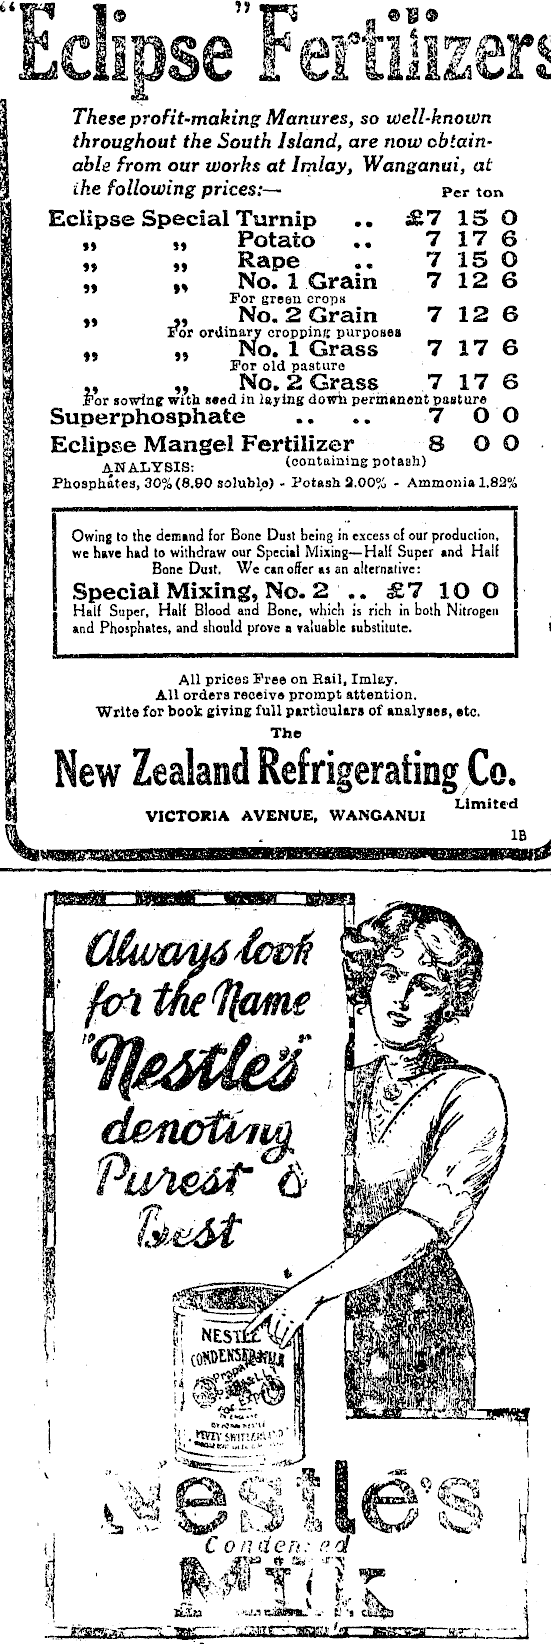 "Eclipse" Fertilizers
These profit-making Manures, so well-known
throughout the South Island, are now obtain-
able from our works at Imlay, Wanganui, at
the following prices:—
Per ton
Eclipse Special Turnip .. £7 15 0
„ „ Potato .. 7 17 6
„ „ Rape .. 7 15 0
„ „ No. 1 Grain 7 12 6
For green crops
„ „ No. 2 Grain 7 12 6
For ordinary cropping purposes
„ „ No. 1 Grass 7 17 6
For old pasture
„ „ No. 2 Grass 7 17 6
For sowing with seed in laying down permanent pasture
Superphosphate .. .. 7 0 0
Eclipse Mangel Fertilizer 8 0 0
ANALYSIS: (containing potash)
Phosphates, 30% (8.90 soluble) - Potash 2.00% - Ammonia 1.82%
Owing to the demand for Bone Dust being in excess of our production,
we have had to withdraw our Special Mixing—Half Super and Half
Bone Dust. We can offer as an alternative:
Special Mixing, No. 2 .. £7 10 0
Half Super, Half Blood and Bone, which is rich in both Nitrogen
and Phosphates, and should prove a valuable substitute.
All prices Free on Rail, Imlay.
All orders receive prompt attention.
Write for book giving full particulars of analyses, etc.
The
New Zealand Refrigerating Co.
Limited
VICTORIA AVENUE, WANGANUI
1B
Always look
for the Name
"Nestle's"
denoting
Purest &
Best
NESTLE
CONDENSED MILK
VEVEY SWITZERLAND
Nestlé's
Condensed
Milk